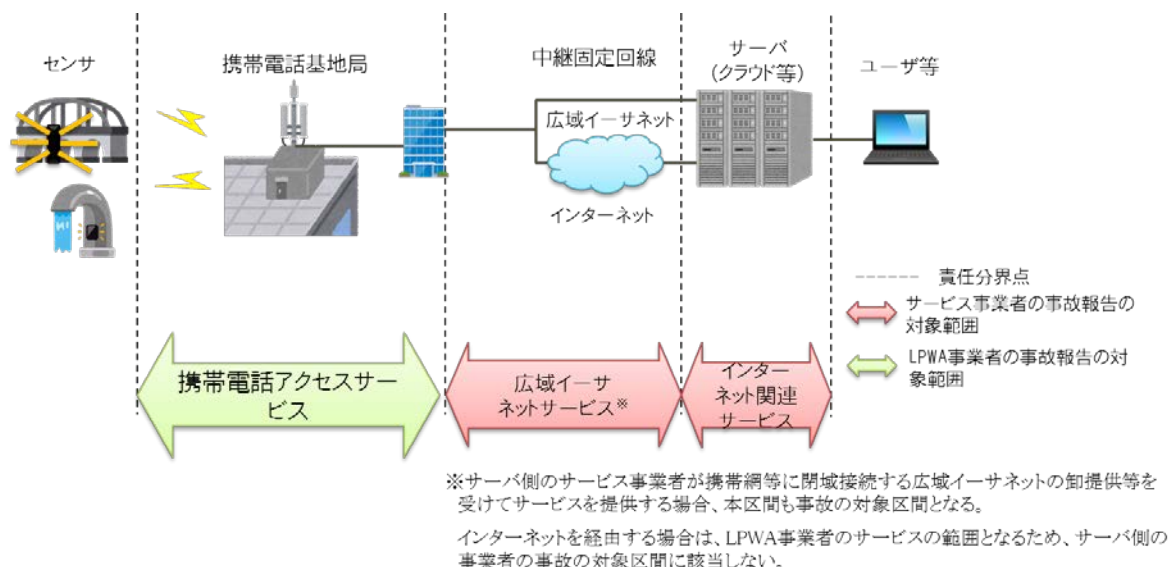 センサ
携帯電話基地局
中継固定回線
サーバ
(クラウド等)
ユーザ等
広域イーサネット
インターネット
責任分界点
サービス事業者の事故報告の
対象範囲
LPWA事業者の事故報告の対
象範囲
携帯電話アクセスサー
ビス
広域イーサ
ネットサービス※
インター
ネット関連
サービス
※サーバ側のサービス事業者が携帯網等に閉域接続する広域イーサネットの卸提供等を
受けてサービスを提供する場合、本区間も事故の対象区間となる。
インターネットを経由する場合は、LPWA事業者のサービスの範囲となるため、サーバ側の
事業者の事故の対象区間に該当しない。